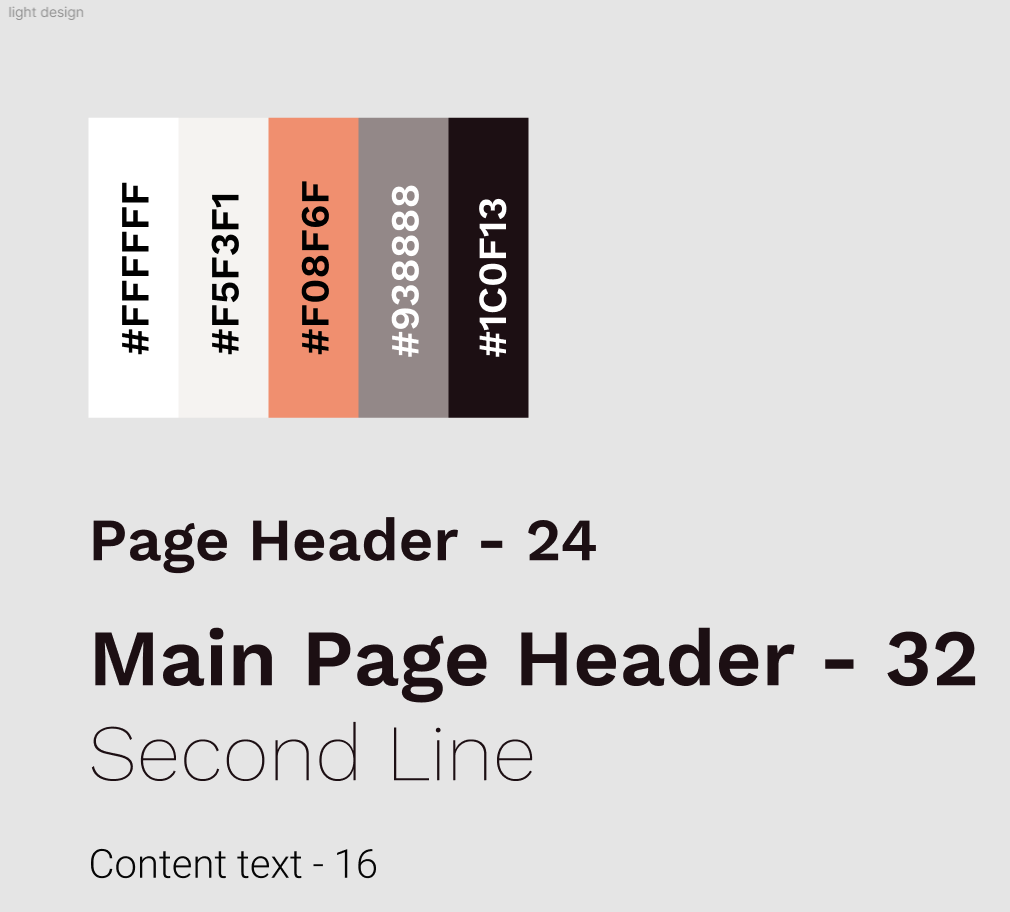 light design
#FFFFFF
#F5F3F1
#F08F6F
#938888
#1C0F13
Page Header - 24
Main Page Header - 32
Second Line
Content text - 16